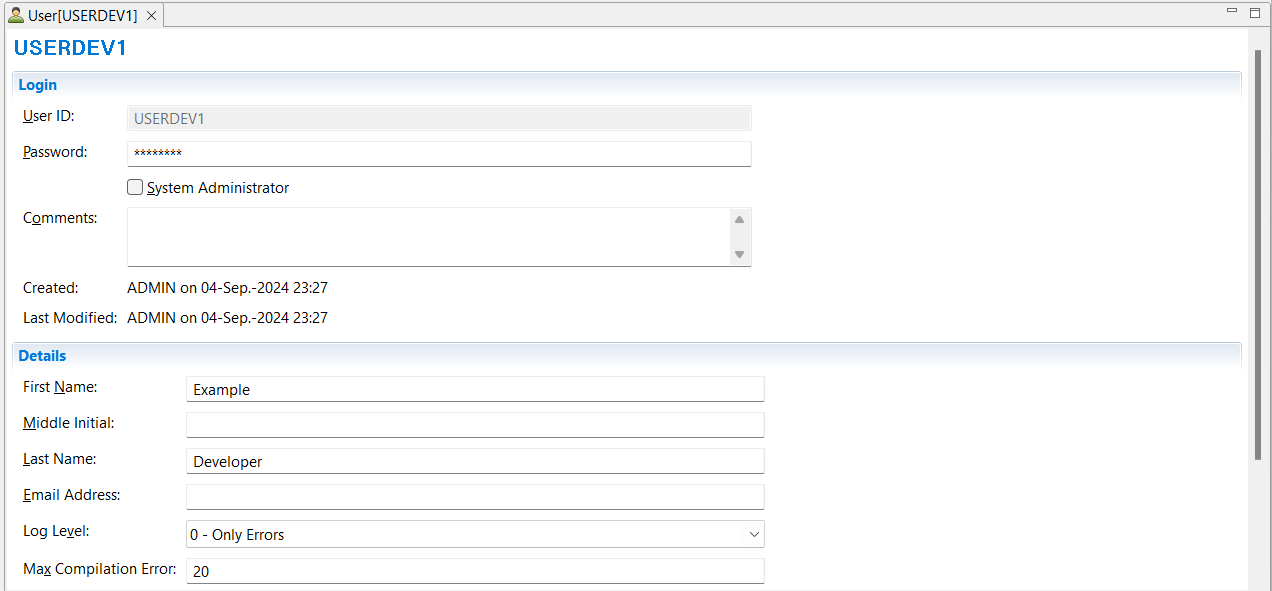 User[USERDEV1]
USERDEV1
Login
User ID: USERDEV1
Password: ********
System Administrator
Comments:
Created: ADMIN on 04-Sep.-2024 23:27
Last Modified: ADMIN on 04-Sep.-2024 23:27
Details
First Name: Example
Middle Initial:
Last Name: Developer
Email Address:
Log Level: 0 - Only Errors
Max Compilation Error: 20